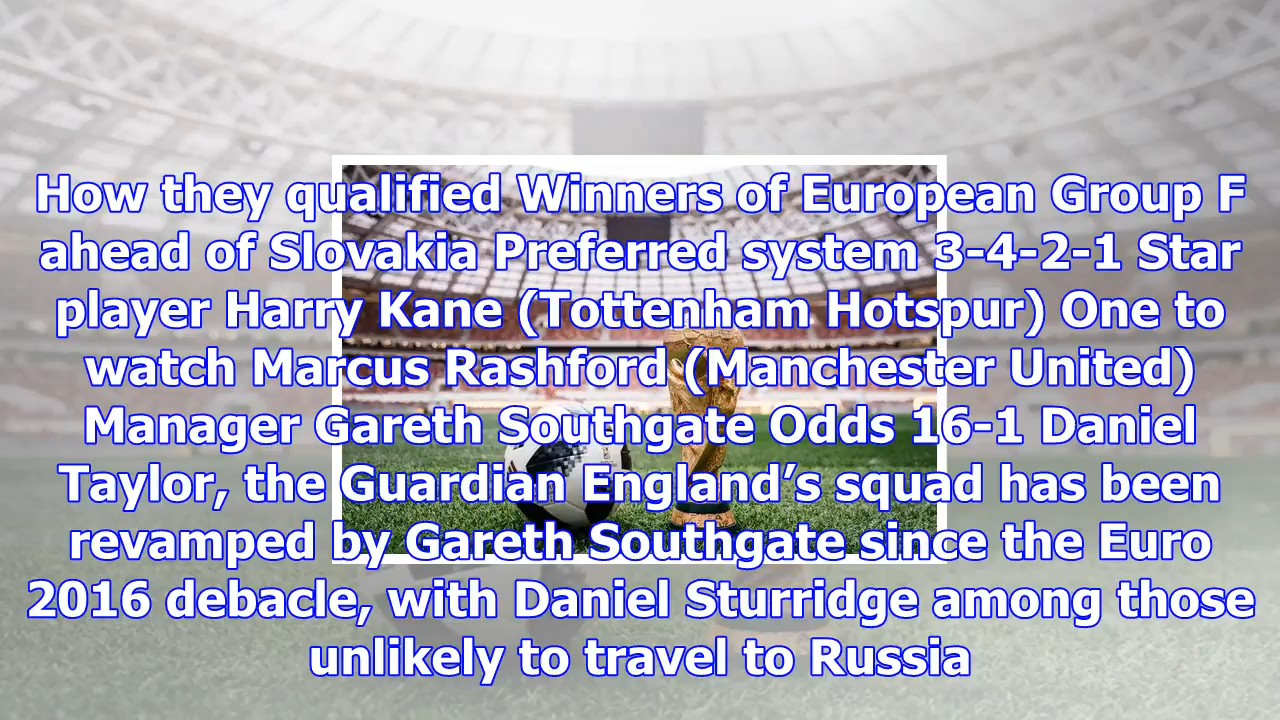 How they qualified Winners of European Group F
ahead of Slovakia Preferred system 3-4-2-1 Star
player Harry Kane (Tottenham Hotspur) One to
watch Marcus Rashford (Manchester United)
Manager Gareth Southgate Odds 16-1 Daniel
Taylor, the Guardian England’s squad has been
revamped by Gareth Southgate since the Euro
2016 debacle, with Daniel Sturridge among those
unlikely to travel to Russia